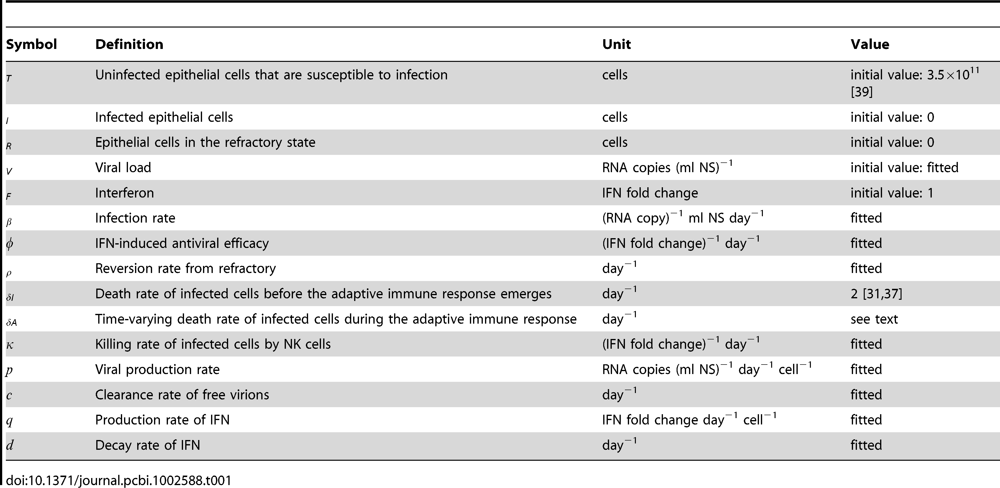 Symbol Definition Unit Value
T Uninfected epithelial cells that are susceptible to infection cells initial value: 3.5×10¹¹
[39]
I Infected epithelial cells cells initial value: 0
R Epithelial cells in the refractory state cells initial value: 0
V Viral load RNA copies (ml NS)⁻¹ initial value: fitted
F Interferon IFN fold change initial value: 1
β Infection rate (RNA copy)⁻¹ ml NS day⁻¹ fitted
ϕ IFN-induced antiviral efficacy (IFN fold change)⁻¹ day⁻¹ fitted
ρ Reversion rate from refractory day⁻¹ fitted
δI Death rate of infected cells before the adaptive immune response emerges day⁻¹ 2 [31,37]
δA Time-varying death rate of infected cells during the adaptive immune response day⁻¹ see text
κ Killing rate of infected cells by NK cells (IFN fold change)⁻¹ day⁻¹ fitted
p Viral production rate RNA copies (ml NS)⁻¹ day⁻¹ cell⁻¹ fitted
c Clearance rate of free virions day⁻¹ fitted
q Production rate of IFN IFN fold change day⁻¹ cell⁻¹ fitted
d Decay rate of IFN day⁻¹ fitted
doi:10.1371/journal.pcbi.1002588.t001